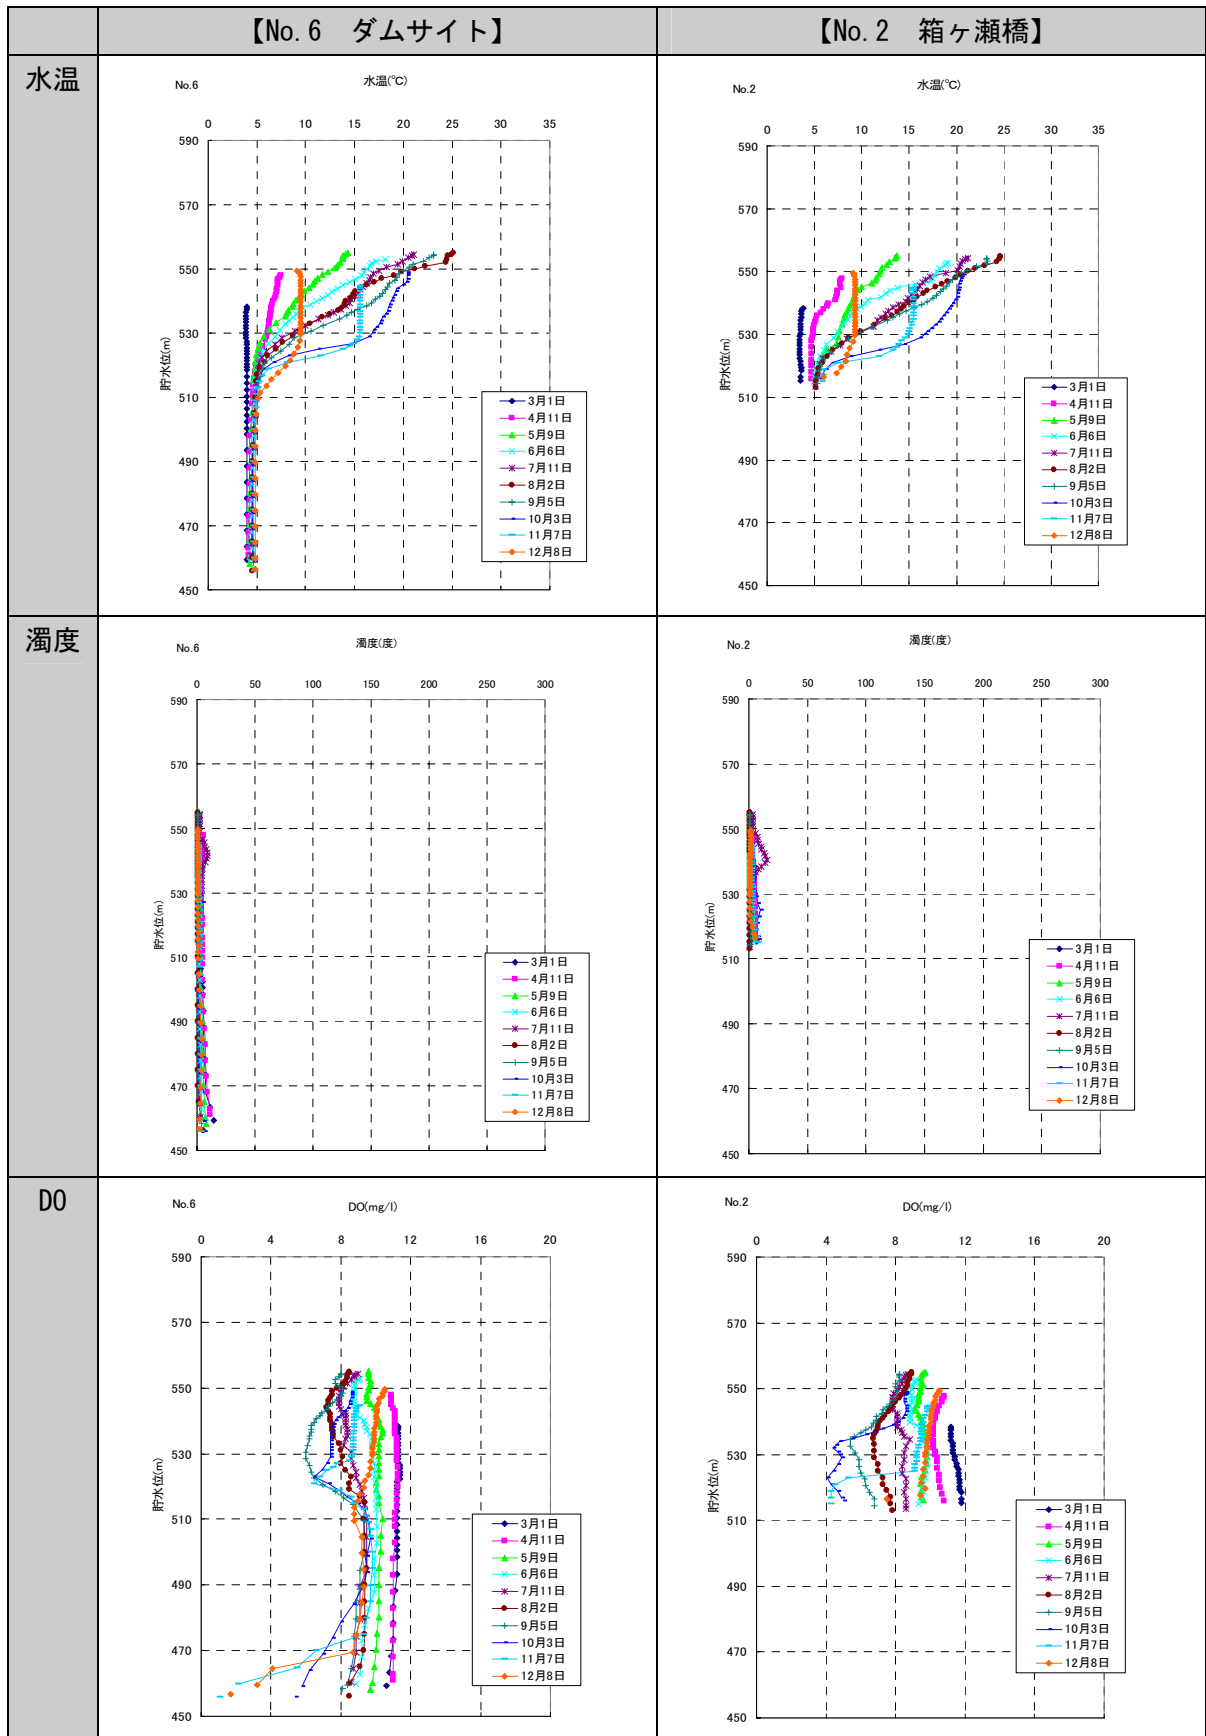 【No.6 ダムサイト】 【No.2 箱ヶ瀬橋】
水温
No.6
水温(℃)
0 5 10 15 20 25 30 35
590
570
550
530
510
490
470
450
貯水位(m)
3月1日
4月11日
5月9日
6月6日
7月11日
8月2日
9月5日
10月3日
11月7日
12月8日
No.2
水温(℃)
0 5 10 15 20 25 30 35
590
570
550
530
510
490
470
450
貯水位(m)
3月1日
4月11日
5月9日
6月6日
7月11日
8月2日
9月5日
10月3日
11月7日
12月8日
濁度
No.6
濁度(度)
0 50 100 150 200 250 300
590
570
550
530
510
490
470
450
貯水位(m)
3月1日
4月11日
5月9日
6月6日
7月11日
8月2日
9月5日
10月3日
11月7日
12月8日
No.2
濁度(度)
0 50 100 150 200 250 300
590
570
550
530
510
490
470
450
貯水位(m)
3月1日
4月11日
5月9日
6月6日
7月11日
8月2日
9月5日
10月3日
11月7日
12月8日
DO
No.6
DO(mg/l)
0 4 8 12 16 20
590
570
550
530
510
490
470
450
貯水位(m)
3月1日
4月11日
5月9日
6月6日
7月11日
8月2日
9月5日
10月3日
11月7日
12月8日
No.2
DO(mg/l)
0 4 8 12 16 20
590
570
550
530
510
490
470
450
貯水位(m)
3月1日
4月11日
5月9日
6月6日
7月11日
8月2日
9月5日
10月3日
11月7日
12月8日